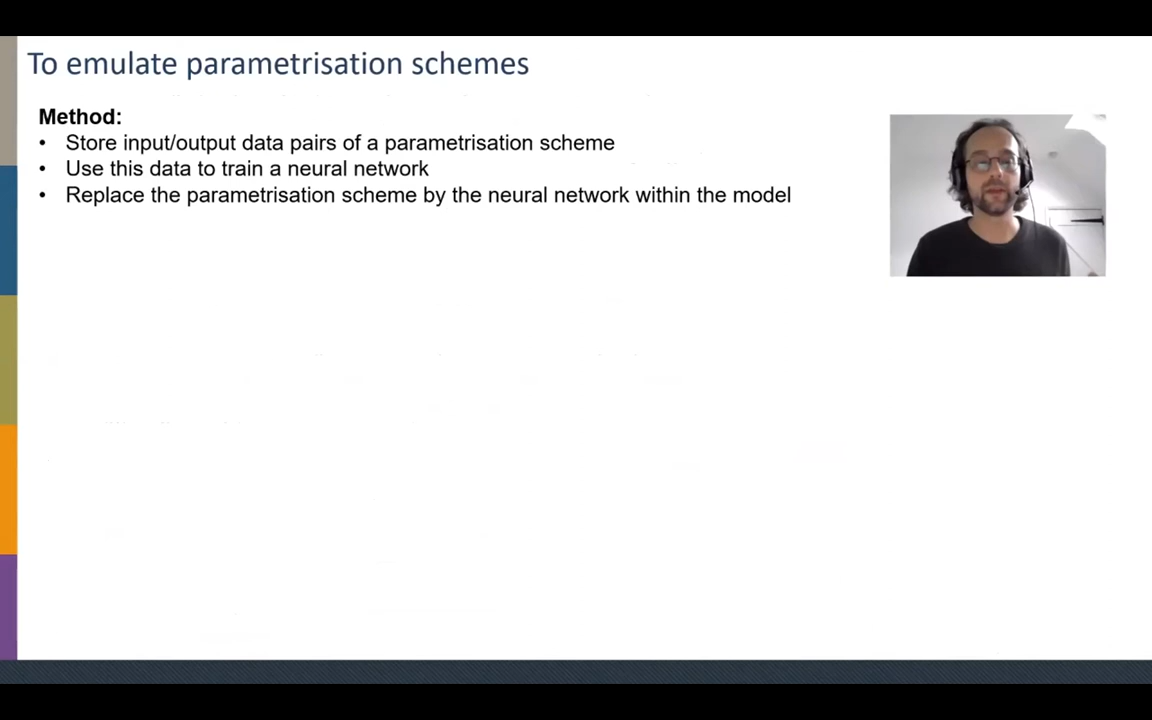 To emulate parametrisation schemes
Method:
• Store input/output data pairs of a parametrisation scheme
• Use this data to train a neural network
• Replace the parametrisation scheme by the neural network within the model